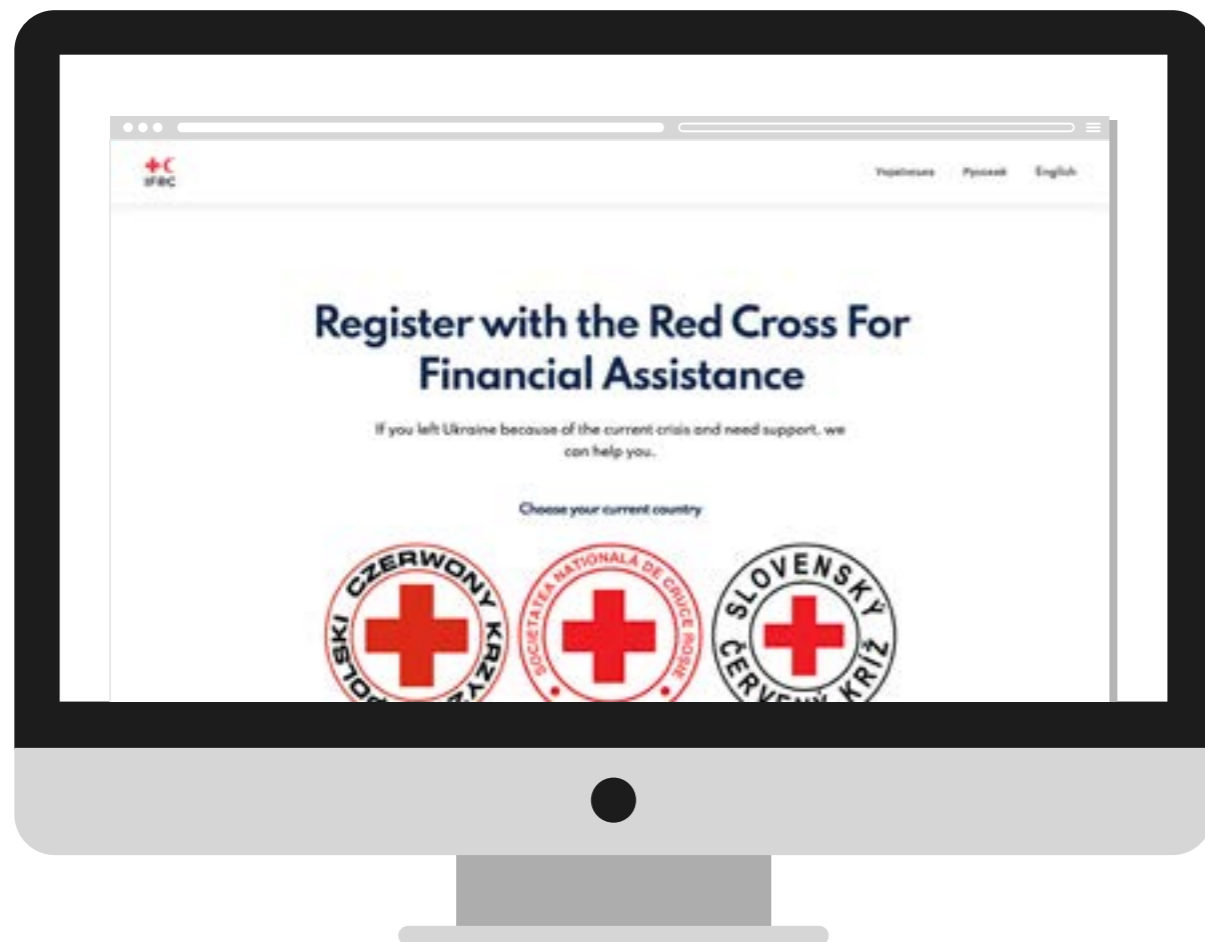 IFRC
Українська Русский English
Register with the Red Cross For
Financial Assistance
If you left Ukraine because of the current crisis and need support, we
can help you.
Choose your current country
POLSKI CZERWONY KRZYŻ
SOCIETATEA NATIONALĂ DE CRUCE ROȘIE
SLOVENSKÝ ČERVENÝ KRÍŽ